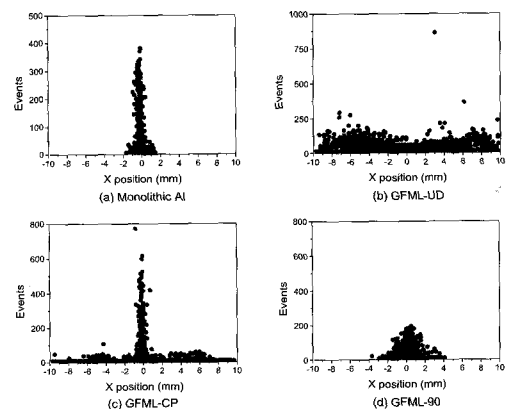 500
400
300
200
100
0
Events
-10 -8 -6 -4 -2 0 2 4 6 8 10
X position (mm)
(a) Monolithic Al
1000
750
500
250
0
Events
-10 -8 -6 -4 -2 0 2 4 6 8 10
X position (mm)
(b) GFML-UD
800
600
400
200
0
Events
-10 -8 -6 -4 -2 0 2 4 6 8 10
X position (mm)
(c) GFML-CP
800
600
400
200
0
Events
-10 -8 -6 -4 -2 0 2 4 6 8 10
X position (mm)
(d) GFML-90